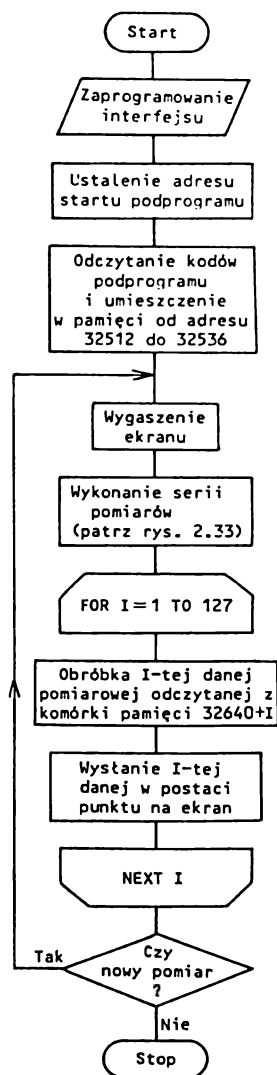 Start
Zaprogramowanie
interfejsu
Ustalenie adresu
startu podprogramu
Odczytanie kodów
podprogramu
i umieszczenie
w pamięci od adresu
32512 do 32536
Wygaszenie
ekranu
Wykonanie serii
pomiarów
(patrz rys. 2.33)
FOR I=1 TO 127
Obróbka I-tej danej
pomiarowej odczytanej z
komórki pamięci 32640+I
Wysłanie I-tej
danej w postaci
punktu na ekran
NEXT I
Tak
Czy
nowy pomiar
?
Nie
Stop